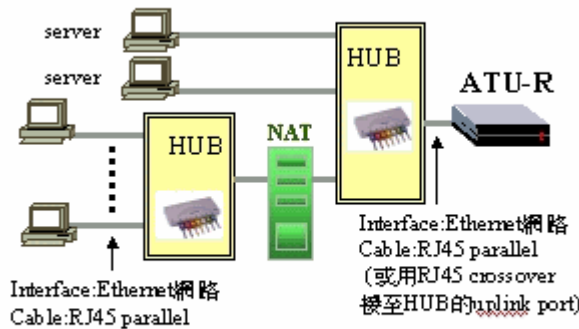 server
server
HUB
ATU-R
HUB
NAT
Interface:Ethernet網路
Cable:RJ45 parallel
(或用RJ45 crossover
接至HUB的uplink port)
Interface:Ethernet網路
Cable:RJ45 parallel